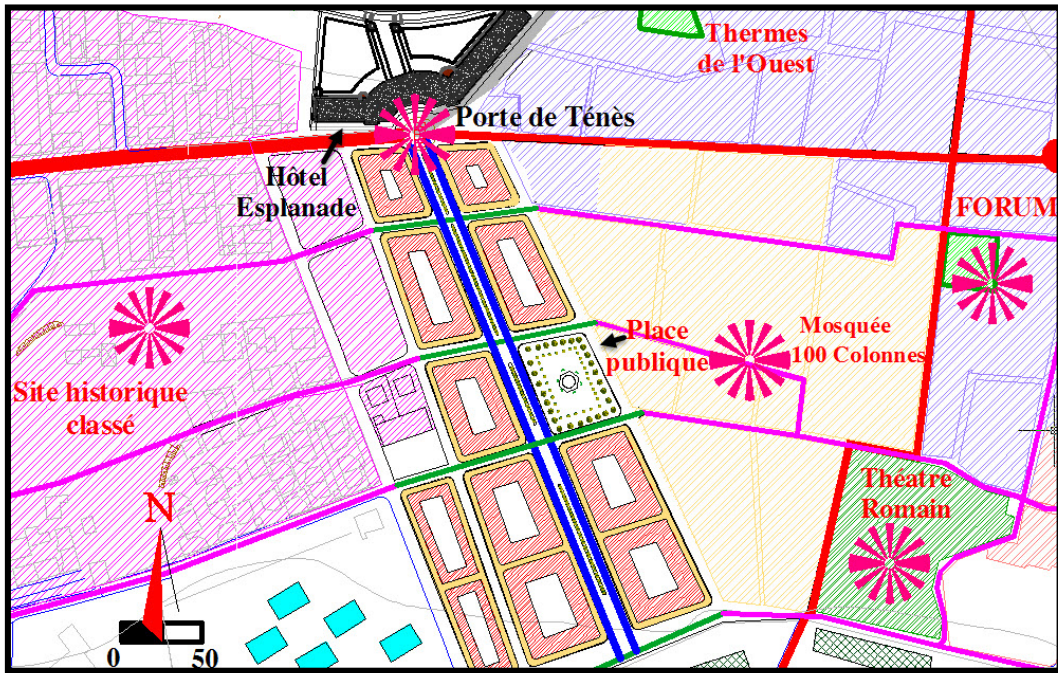 Thermes
de l'Ouest
Porte de Ténès
Hôtel
Esplanade
FORUM
Place
publique
Mosquée
100 Colonnes
Site historique
classé
Théatre
Romain
N
0 50